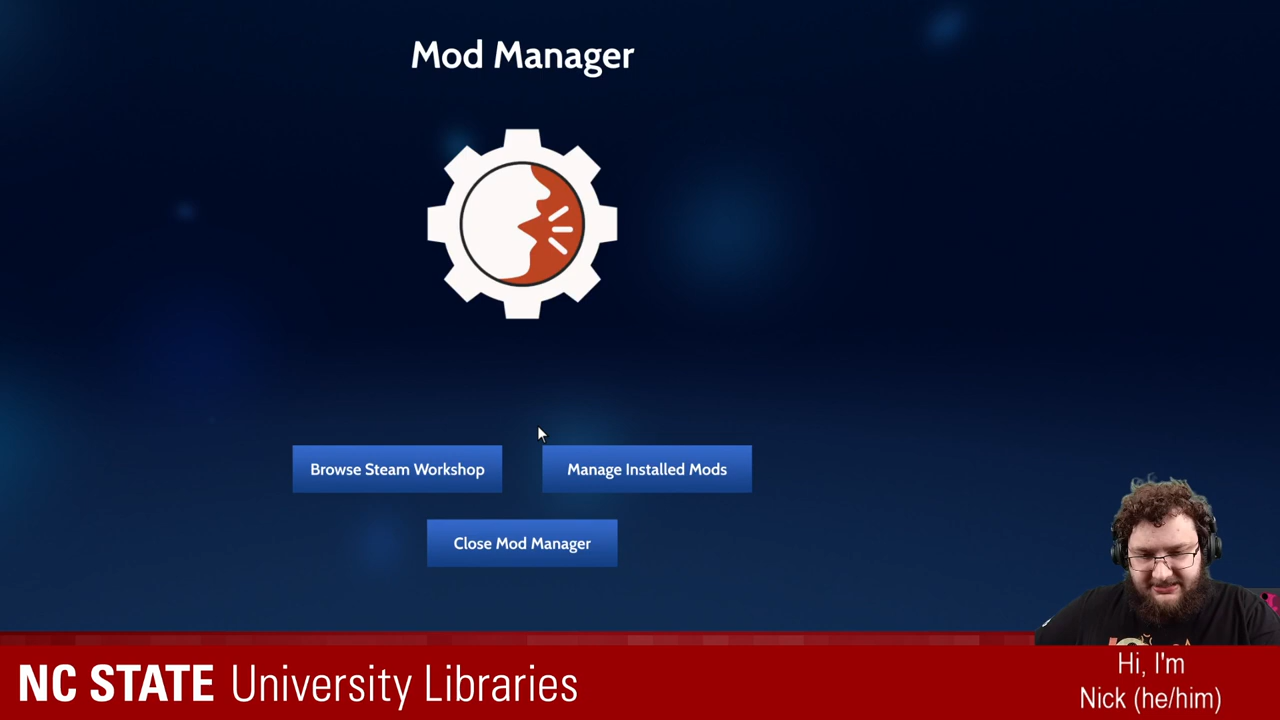 Mod Manager
Browse Steam Workshop
Manage Installed Mods
Close Mod Manager
NC STATE University Libraries
Hi, I'm
Nick (he/him)